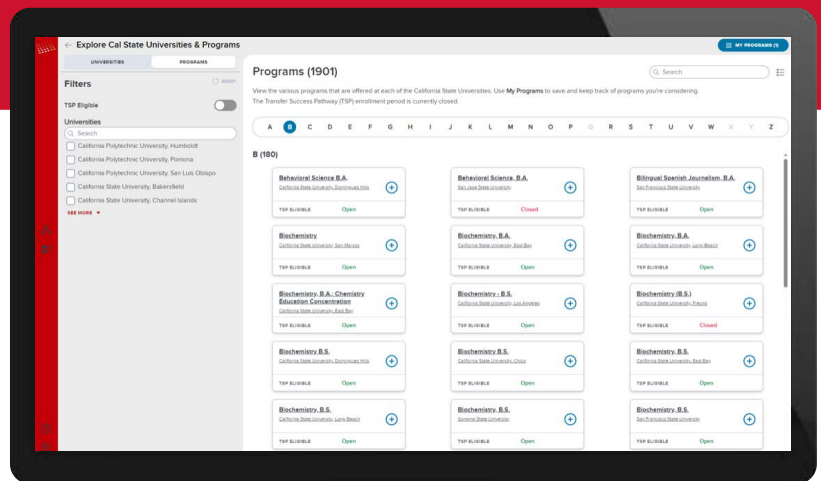 ← Explore Cal State Universities & Programs
MY PROGRAMS (1)
UNIVERSITIES
PROGRAMS
Filters
RESET
TSP Eligible
Universities
Search
California Polytechnic University, Humboldt
California Polytechnic University, Pomona
California Polytechnic University, San Luis Obispo
California State University, Bakersfield
California State University, Channel Islands
SEE MORE
Programs (1901)
Search
View the various programs that are offered at each of the California State Universities. Use My Programs to save and keep track of programs you're considering.
The Transfer Success Pathway (TSP) enrollment period is currently closed.
A B C D E F G H I J K L M N O P Q R S T U V W X Y Z
B (180)
Behavioral Science B.A.
California State University, Dominguez Hills
TSP ELIGIBLE Open
Behavioral Science, B.A.
San Jose State University
TSP ELIGIBLE Closed
Bilingual Spanish Journalism, B.A.
San Francisco State University
TSP ELIGIBLE Open
Biochemistry
California State University, San Marcos
TSP ELIGIBLE Open
Biochemistry, B.A.
California State University, East Bay
TSP ELIGIBLE Open
Biochemistry, B.A.
California State University, Long Beach
TSP ELIGIBLE Open
Biochemistry, B.A.: Chemistry
Education Concentration
California State University, East Bay
TSP ELIGIBLE Open
Biochemistry - B.S.
California State University, Los Angeles
TSP ELIGIBLE Open
Biochemistry (B.S.)
California State University, Fresno
TSP ELIGIBLE Closed
Biochemistry B.S.
California State University, Dominguez Hills
TSP ELIGIBLE Open
Biochemistry B.S.
California State University, Chico
TSP ELIGIBLE Open
Biochemistry, B.S.
California State University, East Bay
TSP ELIGIBLE Open
Biochemistry, B.S.
California State University, Long Beach
TSP ELIGIBLE Open
Biochemistry, B.S.
Sonoma State University
TSP ELIGIBLE Open
Biochemistry, B.S.
San Francisco State University
TSP ELIGIBLE Open